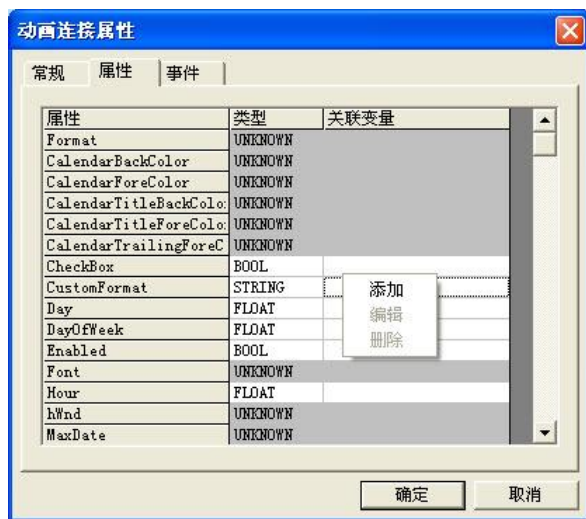 动画连接属性
常规 属性 事件
属性 类型 关联变量
Format UNKNOWN
CalendarBackColor UNKNOWN
CalendarForeColor UNKNOWN
CalendarTitleBackColo: UNKNOWN
CalendarTitleForeColo: UNKNOWN
CalendarTrailingForeC UNKNOWN
CheckBox BOOL
CustomFormat STRING 添加
Day FLOAT 编辑
DayOfWeek FLOAT 删除
Enabled BOOL
Font UNKNOWN
Hour FLOAT
hWnd UNKNOWN
MaxDate UNKNOWN
确定 取消